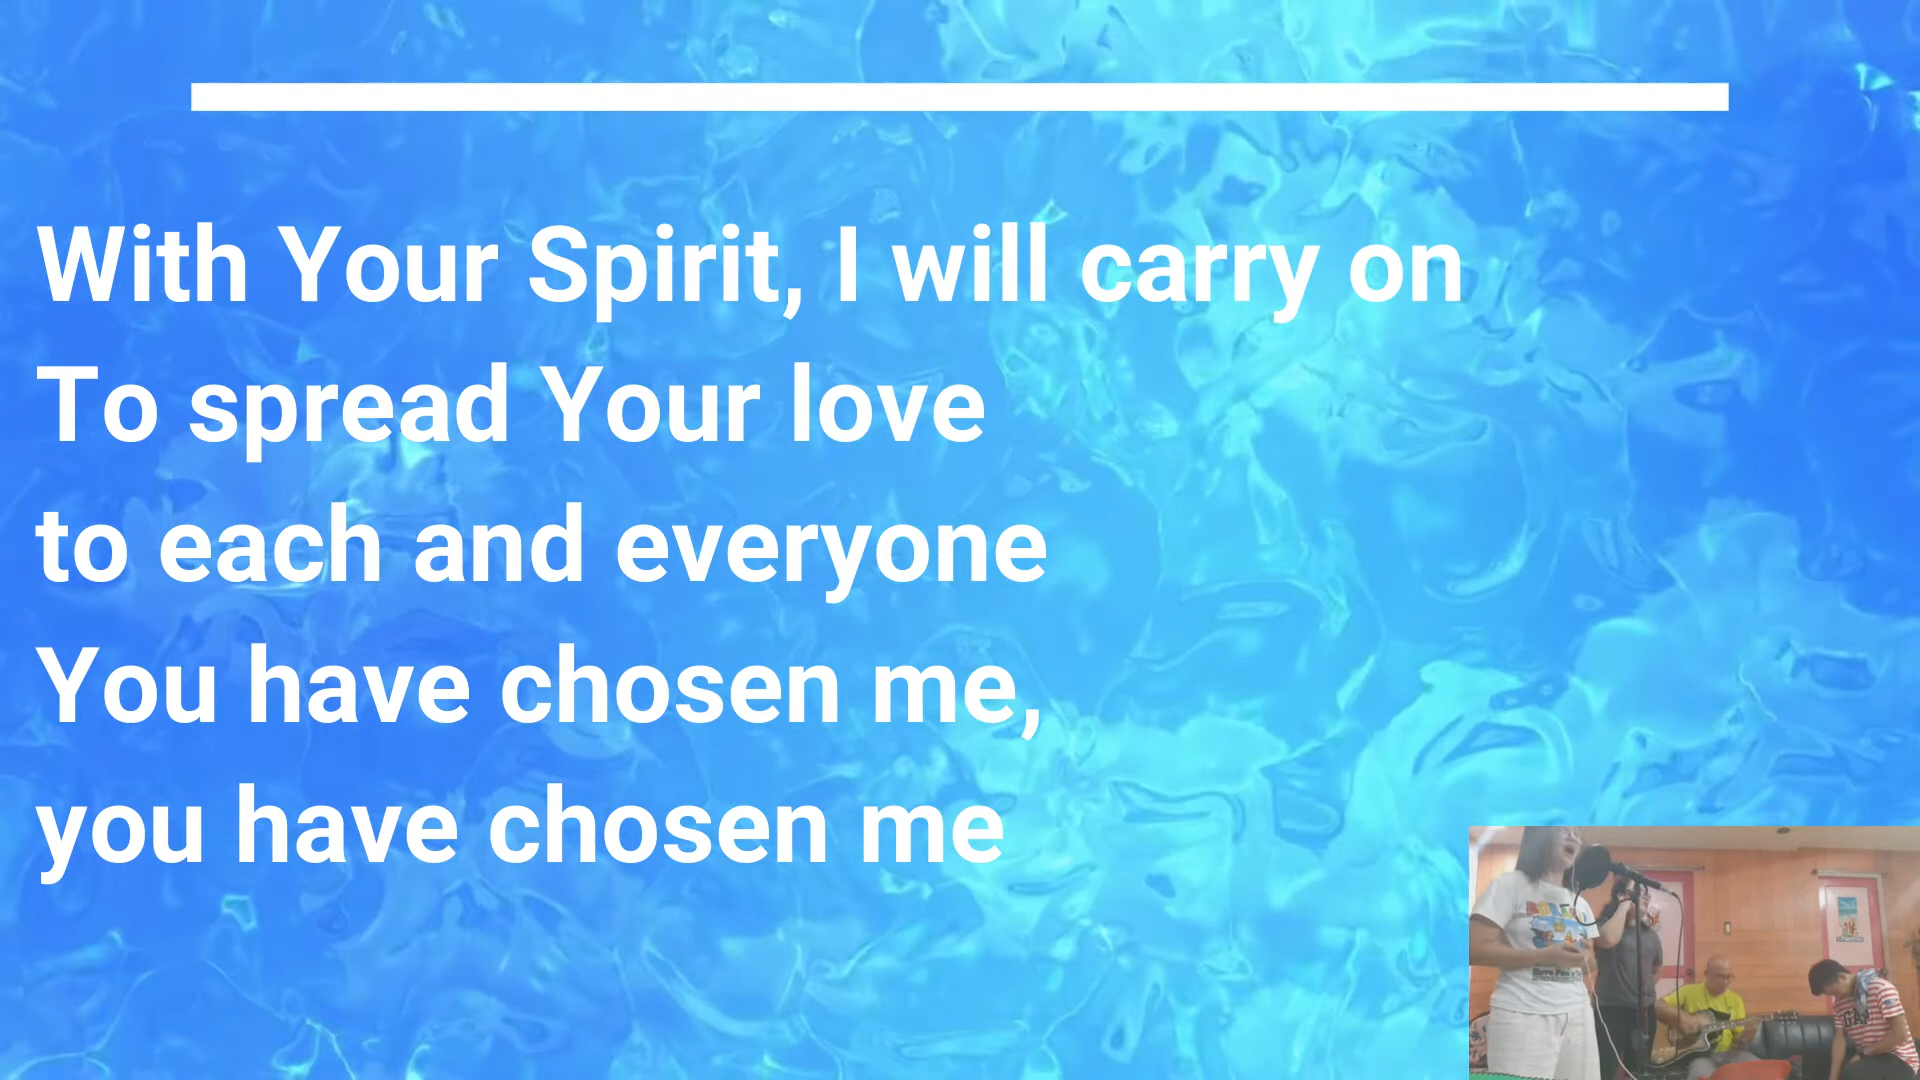 With Your Spirit, I will carry on
To spread Your love
to each and everyone
You have chosen me,
you have chosen me
GAP